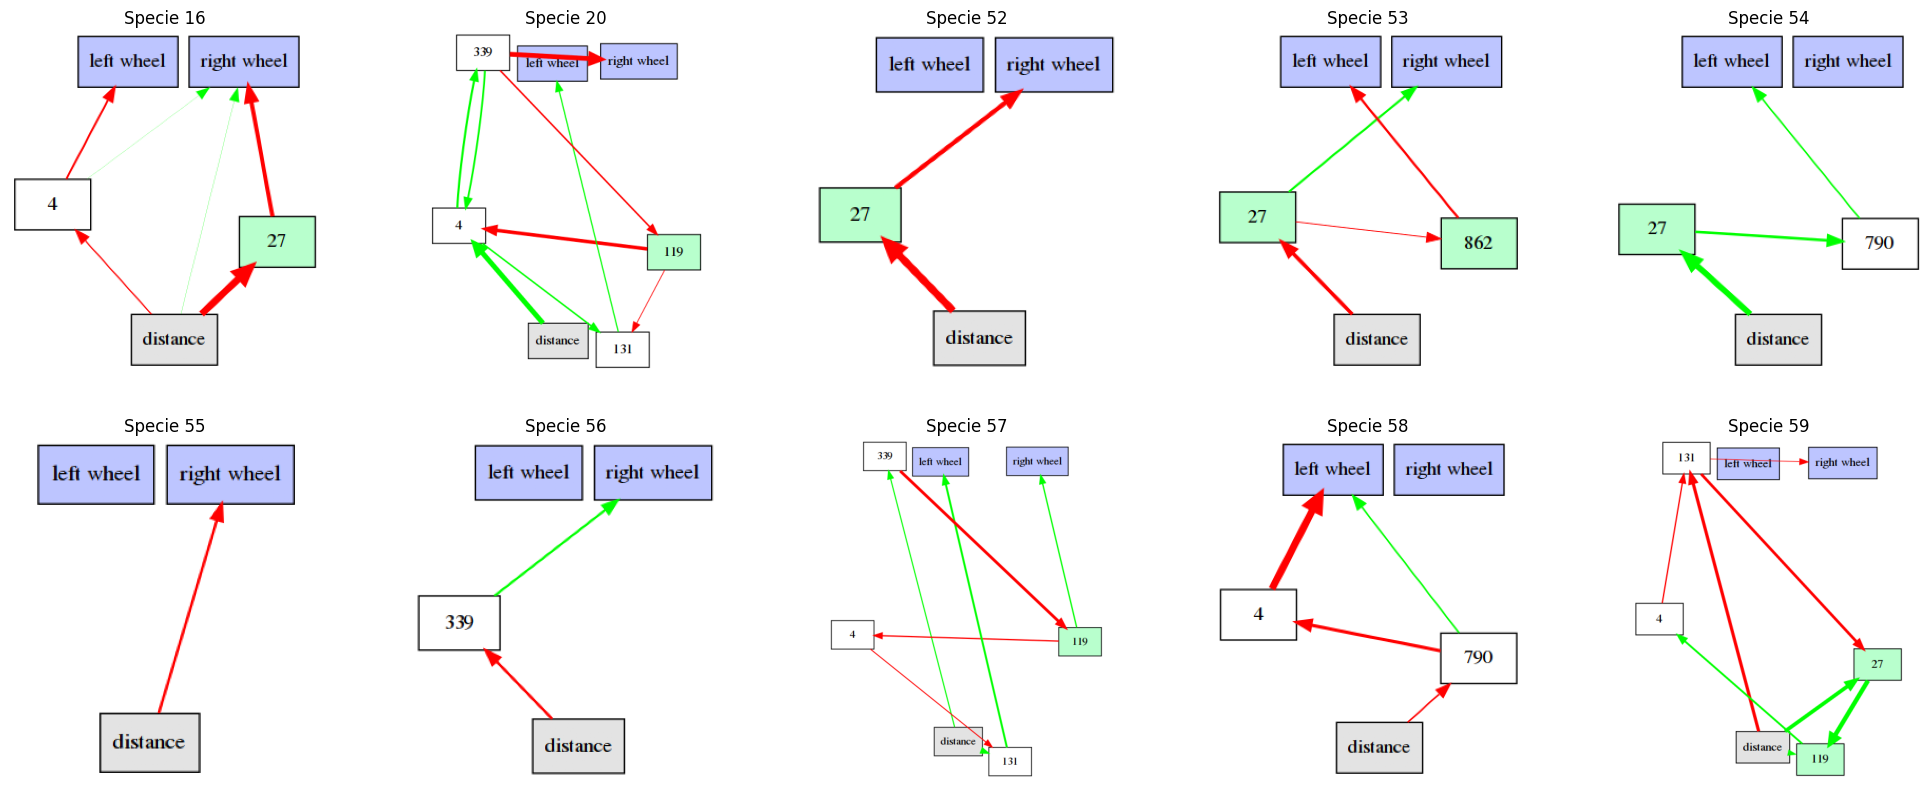 Specie 16
left wheel
right wheel
4
27
distance
Specie 20
339
left wheel
right wheel
4
119
distance
131
Specie 52
left wheel
right wheel
27
distance
Specie 53
left wheel
right wheel
27
862
distance
Specie 54
left wheel
right wheel
27
790
distance
Specie 55
left wheel
right wheel
distance
Specie 56
left wheel
right wheel
339
distance
Specie 57
339
left wheel
right wheel
4
119
distance
131
Specie 58
left wheel
right wheel
4
790
distance
Specie 59
131
left wheel
right wheel
4
27
distance
119